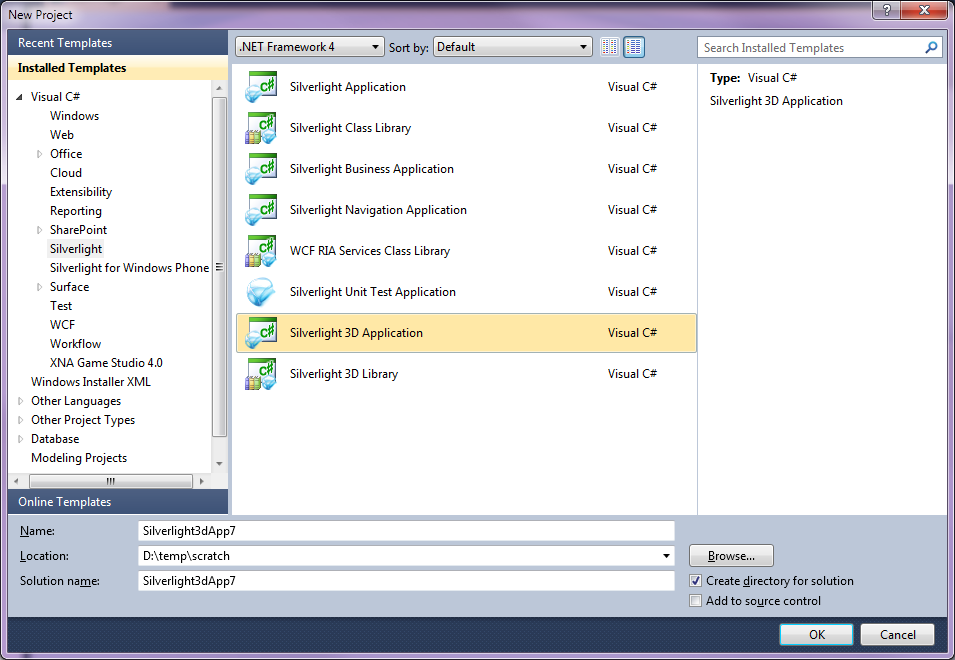 New Project
Recent Templates
Installed Templates
Visual C#
Windows
Web
Office
Cloud
Extensibility
Reporting
SharePoint
Silverlight
Silverlight for Windows Phone
Surface
Test
WCF
Workflow
XNA Game Studio 4.0
Windows Installer XML
Other Languages
Other Project Types
Database
Modeling Projects
Online Templates
.NET Framework 4 Sort by: Default
Silverlight Application Visual C#
Silverlight Class Library Visual C#
Silverlight Business Application Visual C#
Silverlight Navigation Application Visual C#
WCF RIA Services Class Library Visual C#
Silverlight Unit Test Application Visual C#
Silverlight 3D Application Visual C#
Silverlight 3D Library Visual C#
Search Installed Templates
Type: Visual C#
Silverlight 3D Application
Name: Silverlight3dApp7
Location: D:\temp\scratch Browse...
Solution name: Silverlight3dApp7
Create directory for solution
Add to source control
OK Cancel